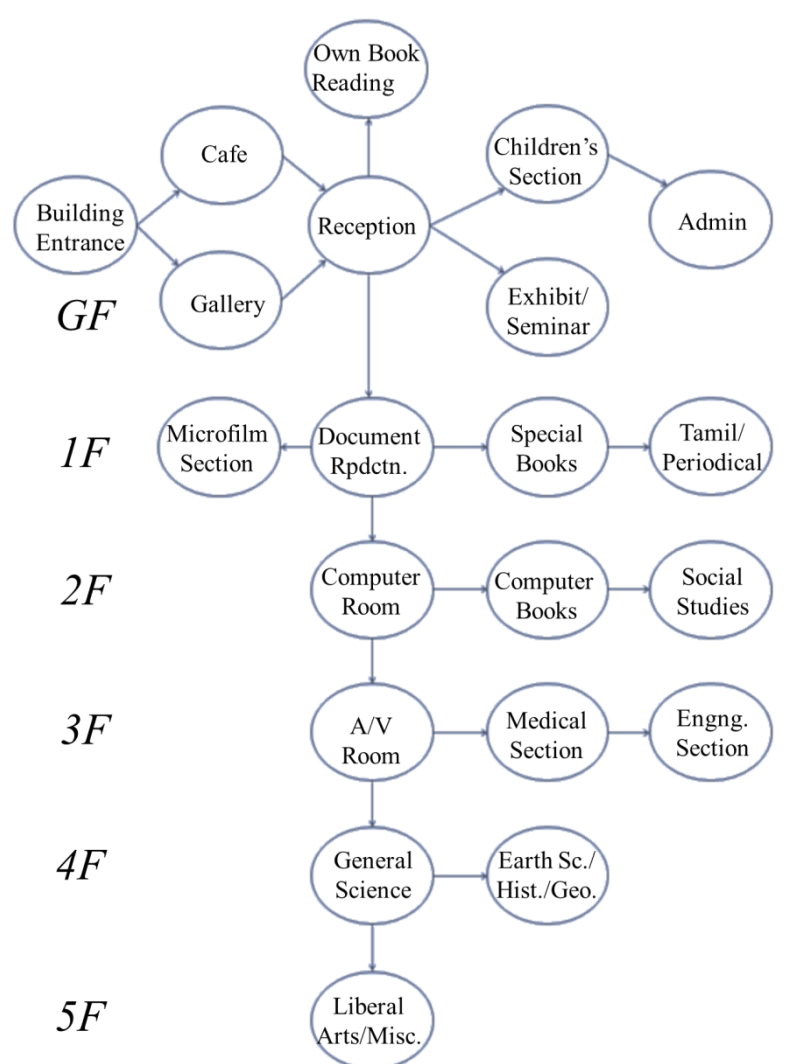 Own Book
Reading
Cafe
Children's
Section
Building
Entrance
Reception
Admin
Gallery
Exhibit/
Seminar
GF
1F
Microfilm
Section
Document
Rpdctn.
Special
Books
Tamil/
Periodical
2F
Computer
Room
Computer
Books
Social
Studies
3F
A/V
Room
Medical
Section
Engng.
Section
4F
General
Science
Earth Sc./
Hist./Geo.
5F
Liberal
Arts/Misc.